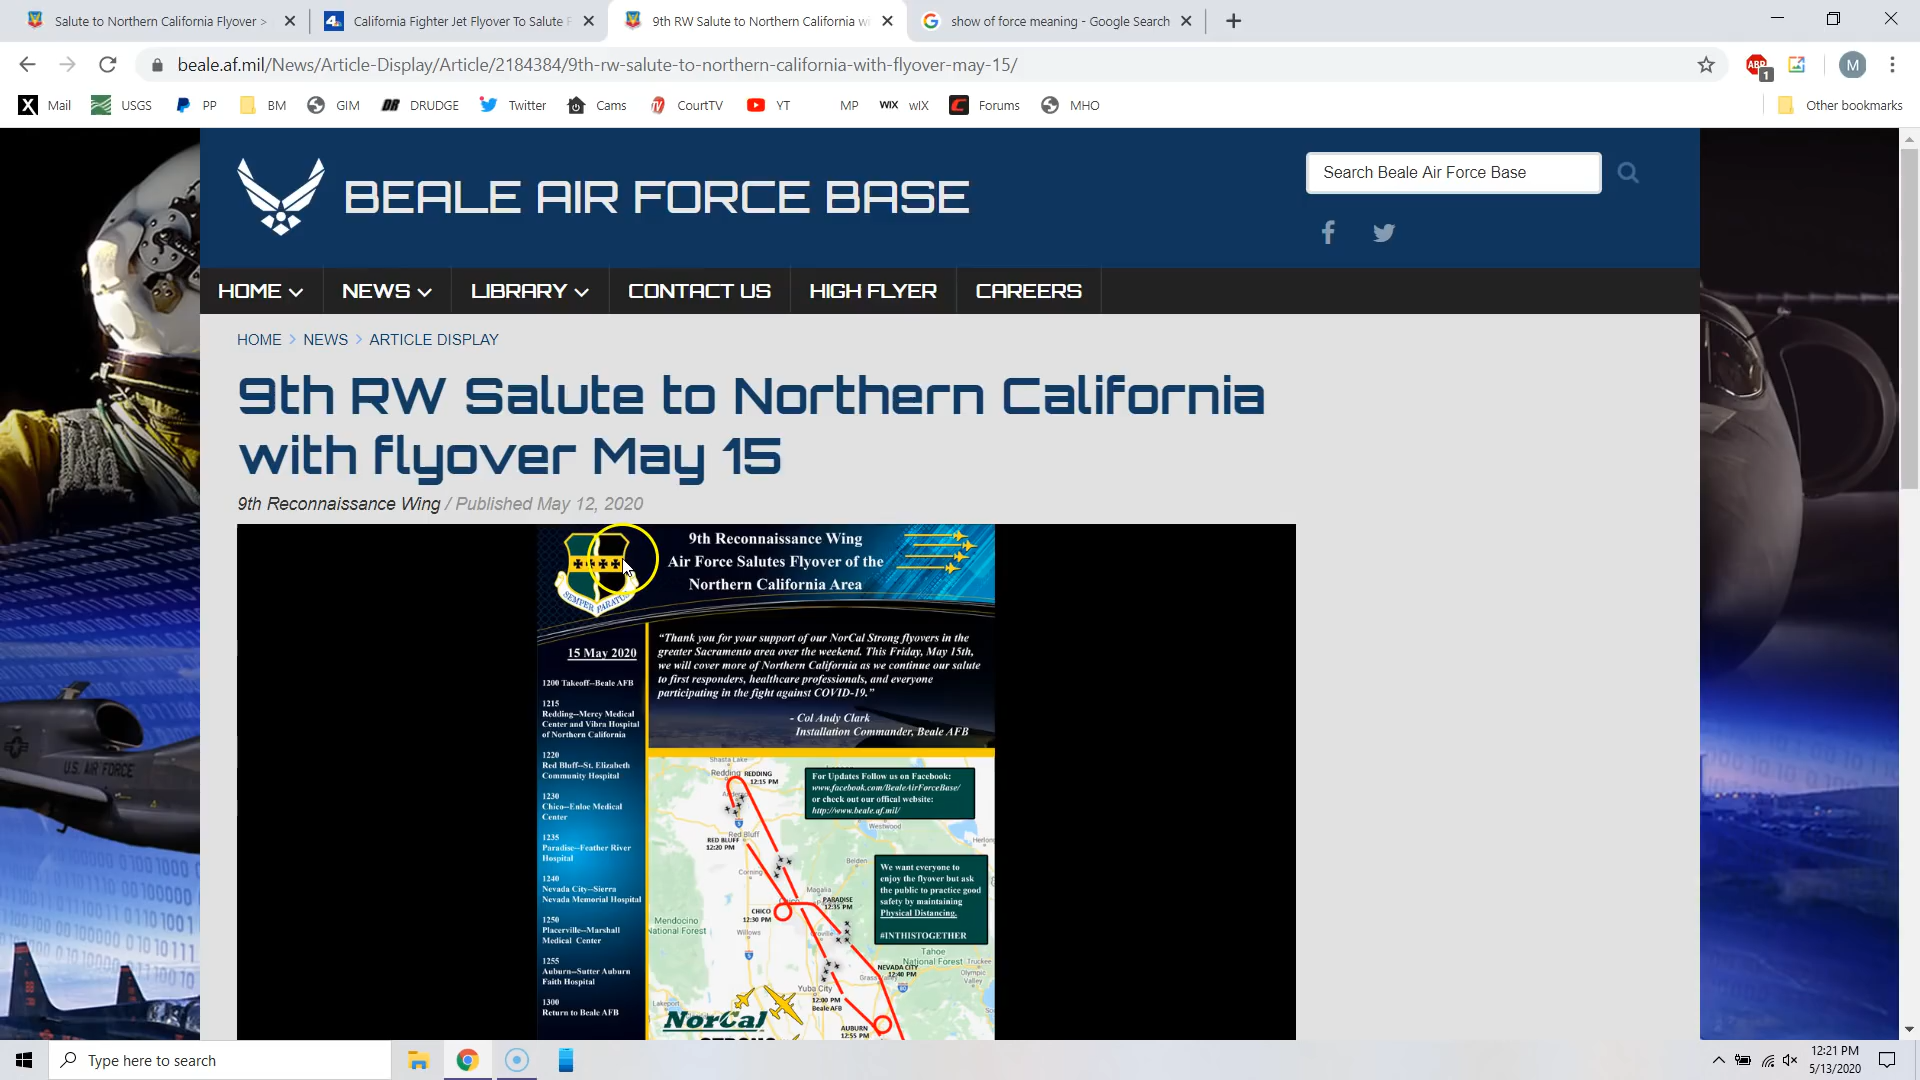 Salute to Northern California Flyover >
California Fighter Jet Flyover To Salute F
9th RW Salute to Northern California wi
show of force meaning - Google Search
beale.af.mil/News/Article-Display/Article/2184384/9th-rw-salute-to-northern-california-with-flyover-may-15/
ABP
1
M
Mail
USGS
PP
BM
GIM
DR
DRUDGE
Twitter
Cams
CourtTV
YT
MP
WIX
wIX
Forums
MHO
Other bookmarks
BEALE AIR FORCE BASE
Search Beale Air Force Base
HOME
NEWS
LIBRARY
CONTACT US
HIGH FLYER
CAREERS
HOME > NEWS > ARTICLE DISPLAY
9th RW Salute to Northern California
with flyover May 15
9th Reconnaissance Wing / Published May 12, 2020
9th Reconnaissance Wing
Air Force Salutes Flyover of the
Northern California Area
SEMPER PARATUS
"Thank you for your support of our NorCal Strong flyovers in the
greater Sacramento area over the weekend. This Friday, May 15th,
we will cover more of Northern California as we continue our salute
to first responders, healthcare professionals, and everyone
participating in the fight against COVID-19."
- Col Andy Clark
Installation Commander, Beale AFB
15 May 2020
1200 Takeoff--Beale AFB
1215
Redding--Mercy Medical
Center and Vibra Hospital
of Northern California
1220
Red Bluff--St. Elizabeth
Community Hospital
1230
Chico--Enloe Medical
Center
1235
Paradise--Feather River
Hospital
1240
Nevada City--Sierra
Nevada Memorial Hospital
1250
Placerville--Marshall
Medical Center
1255
Auburn--Sutter Auburn
Faith Hospital
1300
Return to Beale AFB
Shasta Lake
Redding
REDDING
12:15 PM
For Updates Follow us on Facebook:
www.facebook.com/BealeAirForceBase/
or check out our offical website:
http://www.beale.af.mil/
Westwood
Red Bluff
RED BLUFF
12:20 PM
Corning
Belden
Magalia
PARADISE
12:35 PM
CHICO
12:30 PM
Willows
Mendocino
National Forest
We want everyone to
enjoy the flyover but ask
the public to practice good
safety by maintaining
Physical Distancing.
#INTHISTOGETHER
Tahoe
National Forest
Truckee
Olympic
Valley
NEVADA CITY
12:40 PM
Yuba City
12:00 PM
Beale AFB
Lakeport
AUBURN
12:55 PM
NorCal
STRONG
U.S. AIR FORCE
Type here to search
12:21 PM
5/13/2020